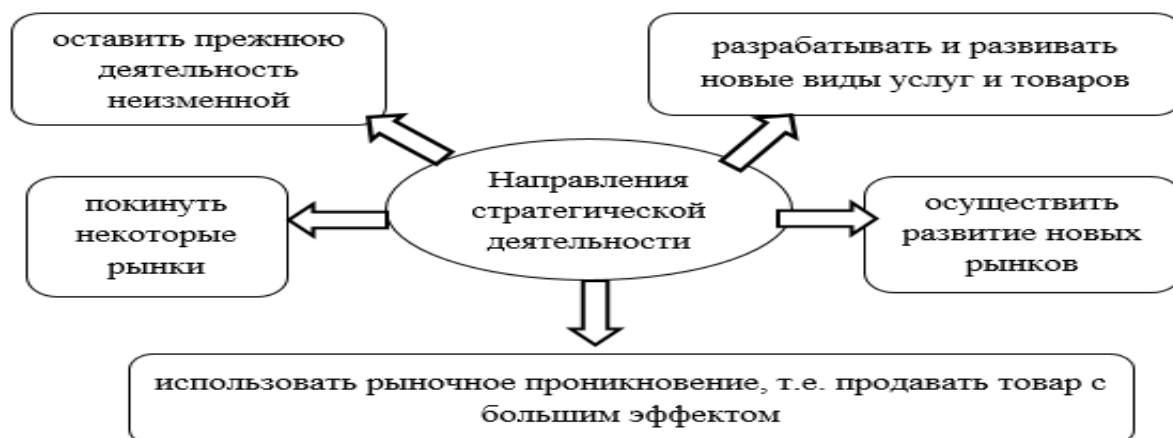 оставить прежнюю
деятельность
неизменной
разрабатывать и развивать
новые виды услуг и товаров
Направления
стратегической
деятельности
покинуть
некоторые
рынки
осуществить
развитие новых
рынков
использовать рыночное проникновение, т.е. продавать товар с
большим эффектом